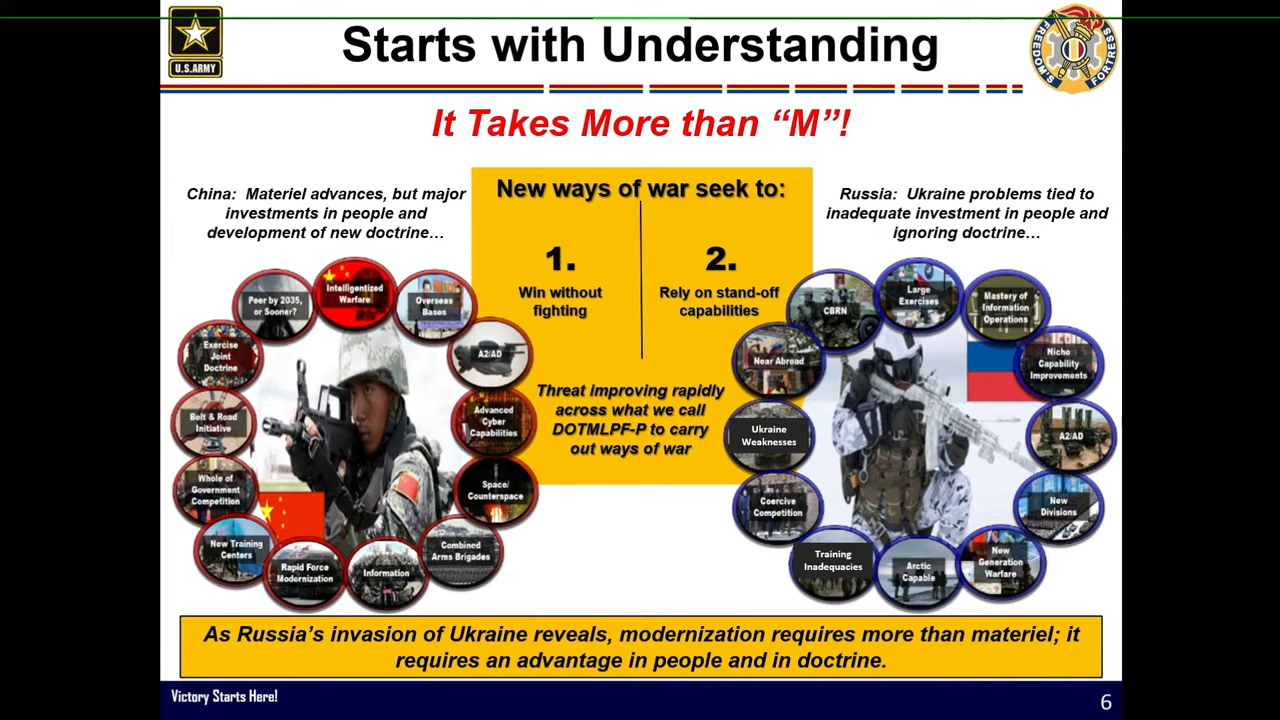 Starts with Understanding
U.S.ARMY
FREEDOM'S FORTRESS
It Takes More than “M”!
China: Materiel advances, but major
investments in people and
development of new doctrine…
New ways of war seek to:
1.
Win without
fighting
2.
Rely on stand-off
capabilities
Threat improving rapidly
across what we call
DOTMLPF-P to carry
out ways of war
Russia: Ukraine problems tied to
inadequate investment in people and
ignoring doctrine…
Peer by 2035,
or Sooner?
Intelligentized
Warfare
Overseas
Bases
A2/AD
Advanced
Cyber
Capabilities
Space/
Counterspace
Combined
Arms Brigades
Information
Rapid Force
Modernization
New Training
Centers
Whole of
Government
Competition
Belt & Road
Initiative
Exercise
Joint
Doctrine
CBRN
Large
Exercises
Mastery of
Information
Operations
Niche
Capability
Improvements
A2/AD
New
Divisions
New
Generation
Warfare
Arctic
Capable
Training
Inadequacies
Coercive
Competition
Ukraine
Weaknesses
Near Abroad
As Russia’s invasion of Ukraine reveals, modernization requires more than materiel; it
requires an advantage in people and in doctrine.
Victory Starts Here!
6